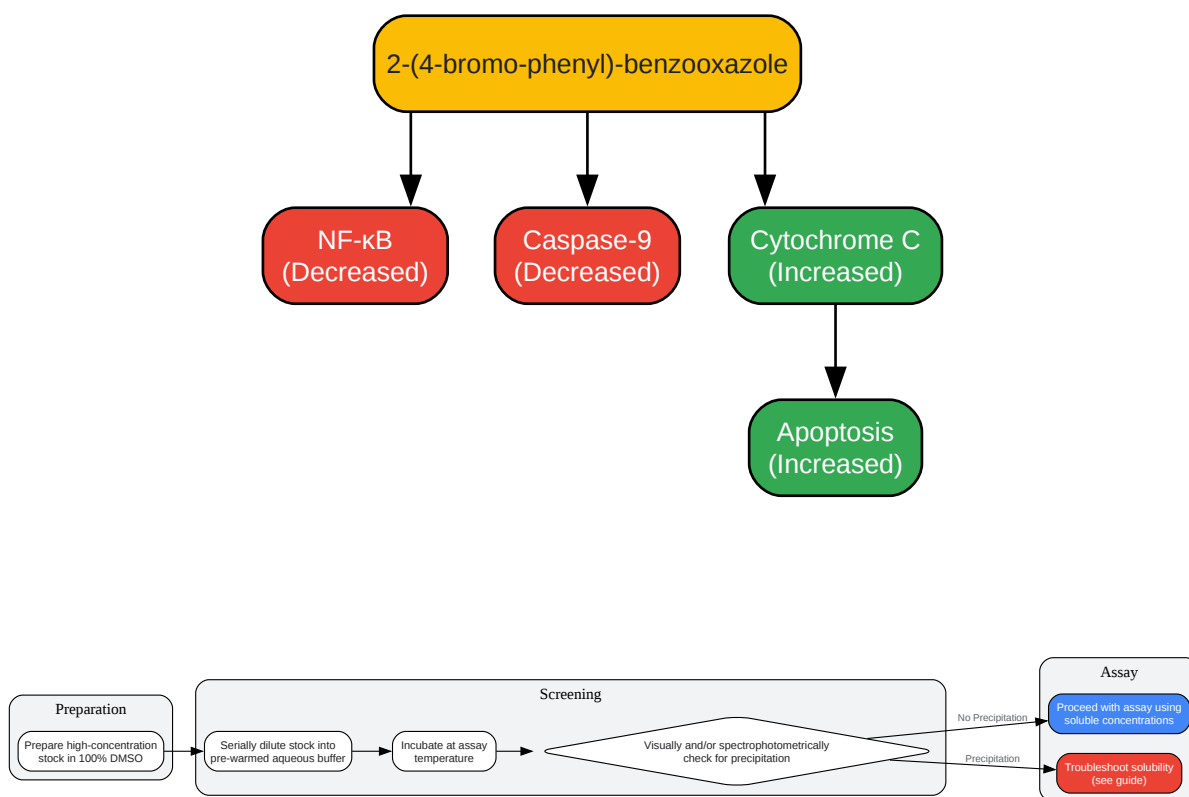 2-(4-bromo-phenyl)-benzooxazole
NF-κB
(Decreased)
Caspase-9
(Decreased)
Cytochrome C
(Increased)
Apoptosis
(Increased)
Preparation
Prepare high-concentration
stock in 100% DMSO
Screening
Serially dilute stock into
pre-warmed aqueous buffer
Incubate at assay
temperature
Visually and/or spectrophotometrically
check for precipitation
No Precipitation
Precipitation
Assay
Proceed with assay using
soluble concentrations
Troubleshoot solubility
(see guide)